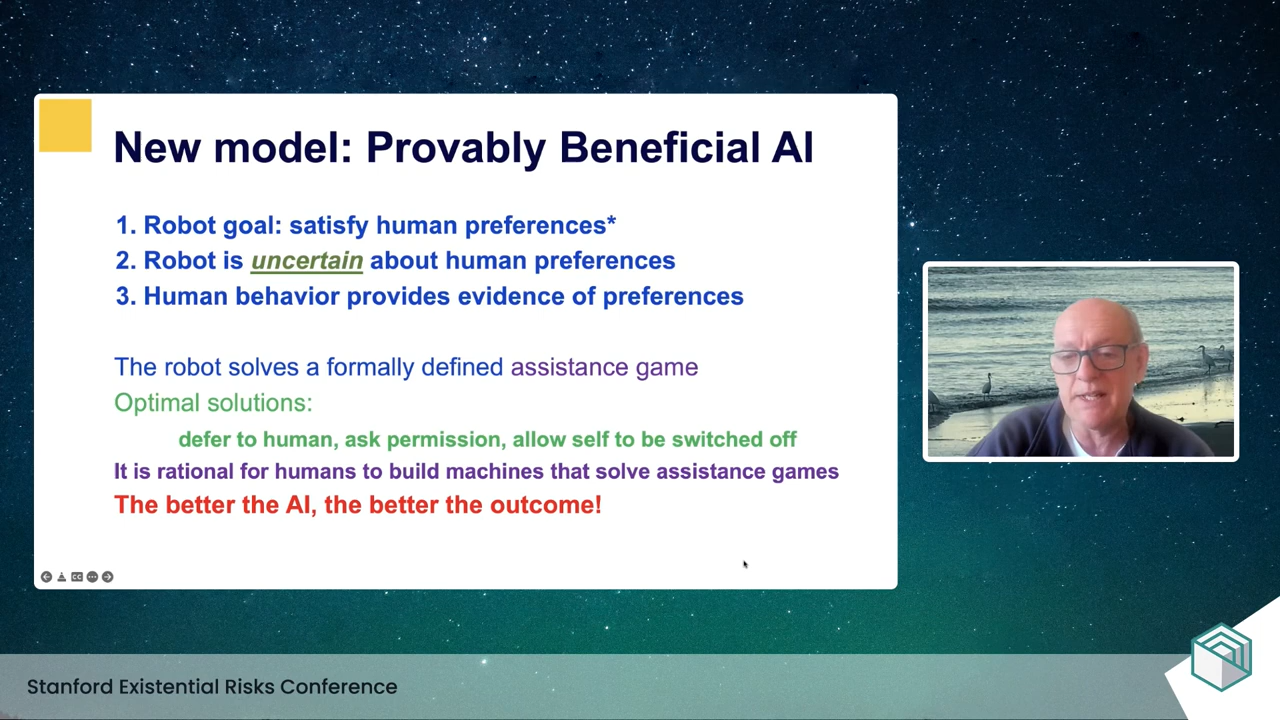 New model: Provably Beneficial AI
1. Robot goal: satisfy human preferences*
2. Robot is uncertain about human preferences
3. Human behavior provides evidence of preferences
The robot solves a formally defined assistance game
Optimal solutions:
defer to human, ask permission, allow self to be switched off
It is rational for humans to build machines that solve assistance games
The better the AI, the better the outcome!
CC
Stanford Existential Risks Conference